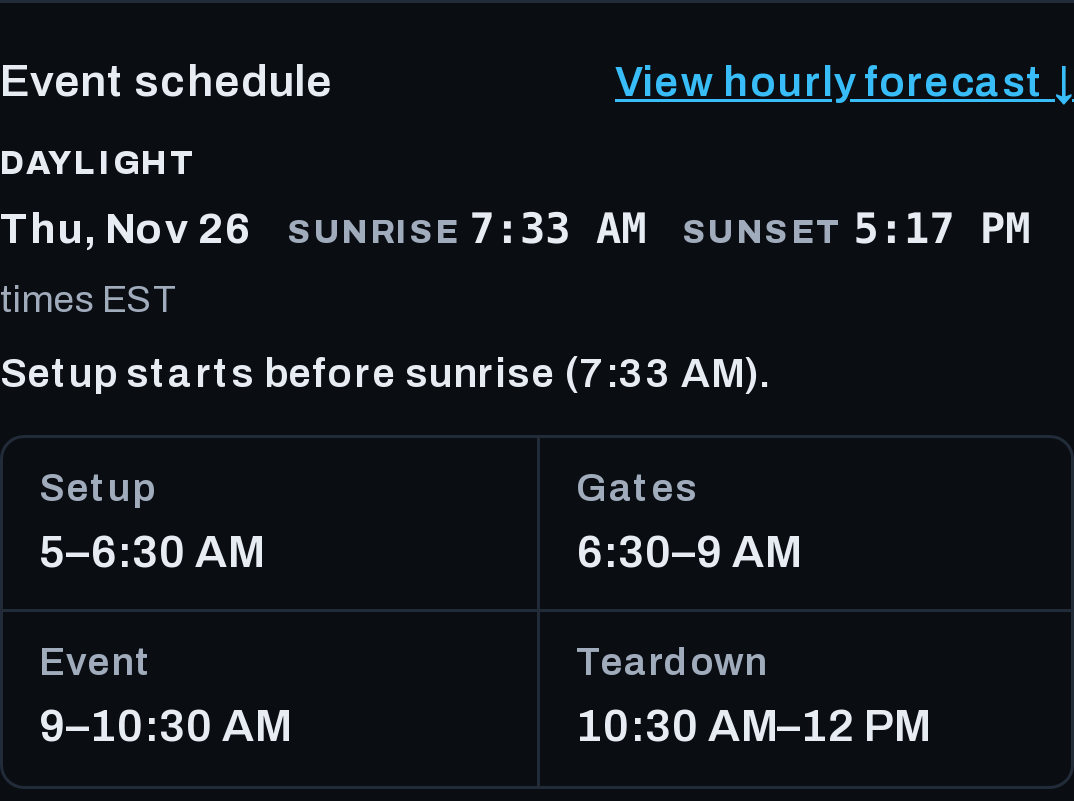 Event schedule
View hourly forecast ↓
DAYLIGHT
Thu, Nov 26 SUNRISE 7:33 AM SUNSET 5:17 PM
times EST
Setup starts before sunrise (7:33 AM).
Setup
5–6:30 AM
Gates
6:30–9 AM
Event
9–10:30 AM
Teardown
10:30 AM–12 PM